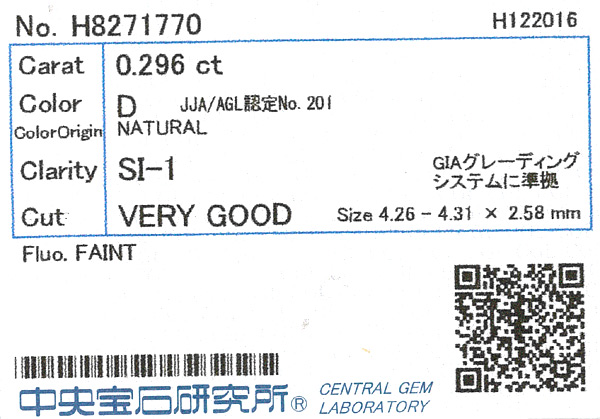 No. H8271770 H122016
Carat 0.296 ct
Color D JJA/AGL認定No. 201
ColorOrigin NATURAL
Clarity SI-1 GIAグレーディング
システムに準拠
Cut VERY GOOD Size 4.26 - 4.31 × 2.58 mm
Fluo. FAINT
中央宝石研究所® CENTRAL GEM
LABORATORY